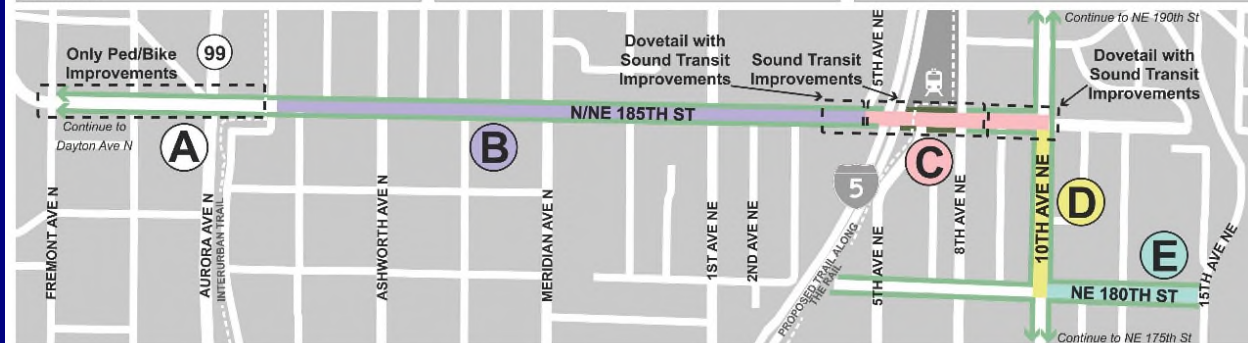 Continue to NE 190th St
Only Ped/Bike
Improvements
99
Dovetail with
Sound Transit
Improvements
Sound Transit
Improvements
5TH AVE NE
Dovetail with
Sound Transit
Improvements
N/NE 185TH ST
Continue to
Dayton Ave N
A
B
C
D
E
5
FREMONT AVE N
AURORA AVE N
INTERURBAN TRAIL
ASHWORTH AVE N
MERIDIAN AVE N
1ST AVE NE
2ND AVE NE
PROPOSED TRAIL ALONG
THE RAIL
5TH AVE NE
8TH AVE NE
10TH AVE NE
NE 180TH ST
15TH AVE NE
Continue to NE 175th St